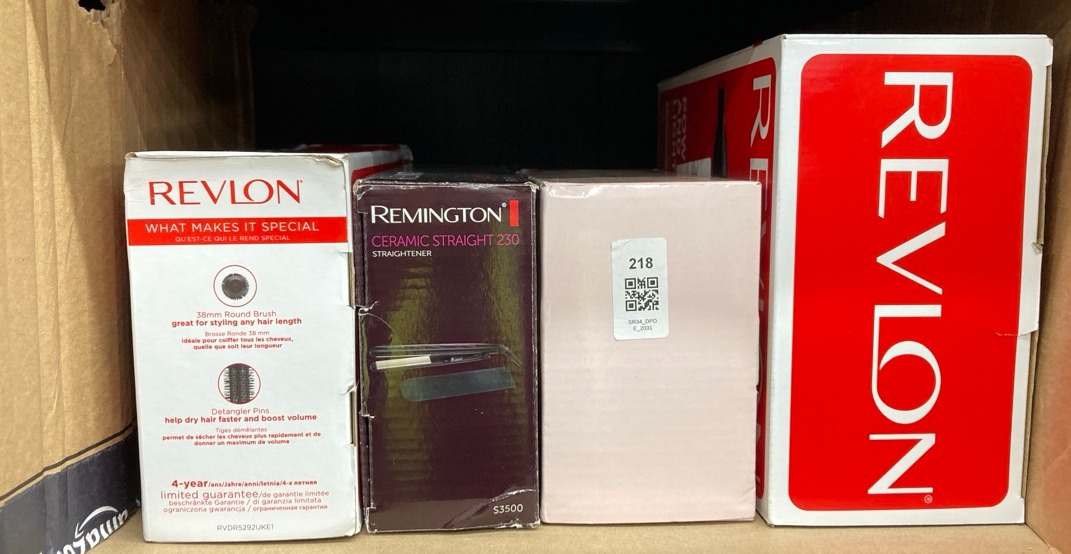 REVLON®
WHAT MAKES IT SPECIAL
QU'EST-CE QUI LE REND SPÉCIAL
38mm Round Brush
great for styling any hair length
Brosse Ronde 38 mm
idéale pour coiffer tous les cheveux,
quelle que soit leur longueur
Detangler Pins
help dry hair faster and boost volume
Tiges démêlantes
permet de sécher les cheveux plus rapidement et de
donner un maximum de volume
4-year/ans/Jahre/anni/letnia/4-х летняя
limited guarantee/de garantie limitée
beschränkte Garantie / di garanzia limitata
ograniczona gwarancja / ограниченная гарантия
RVDR5292UKE1
REMINGTON®
CERAMIC STRAIGHT 230
STRAIGHTENER
S3500
218
SR34_DPD
E_2031
REVLON
REVLON®